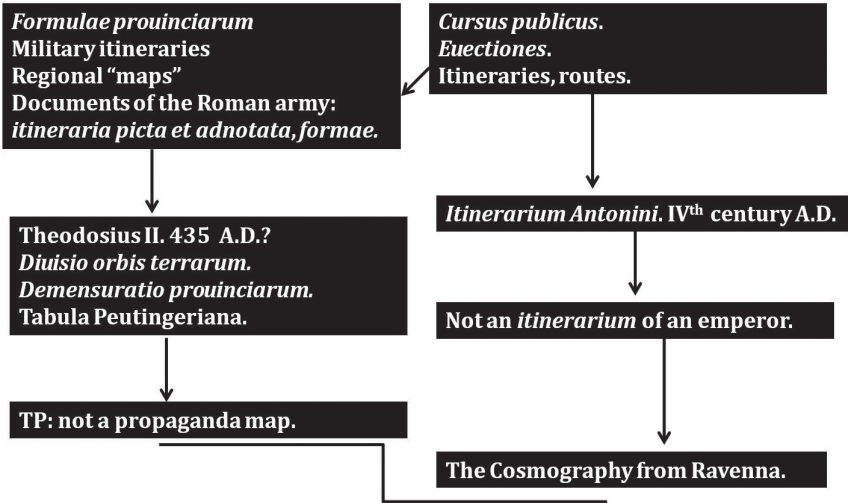 Formulae prouinciarum
Military itineraries
Regional “maps”
Documents of the Roman army:
itineraria picta et adnotata, formae.
Cursus publicus.
Euectiones.
Itineraries, routes.
Theodosius II. 435 A.D.?
Diuisio orbis terrarum.
Demensuratio prouinciarum.
Tabula Peutingeriana.
Itinerarium Antonini. IVth century A.D.
Not an itinerarium of an emperor.
TP: not a propaganda map.
The Cosmography from Ravenna.